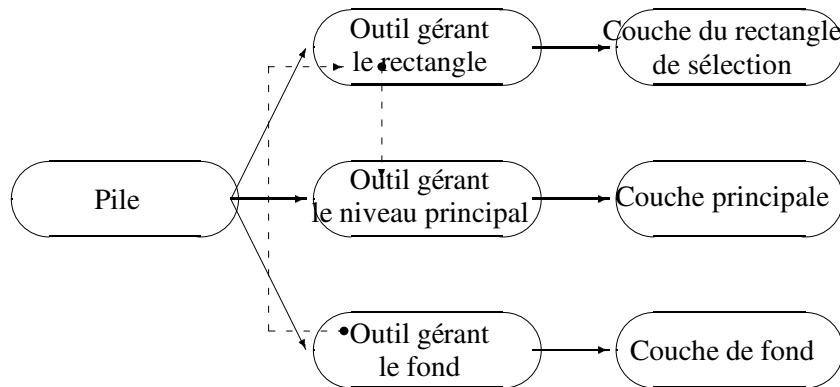 Outil gérant
le rectangle
Couche du rectangle
de sélection
Pile
Outil gérant
le niveau principal
Couche principale
Outil gérant
le fond
Couche de fond